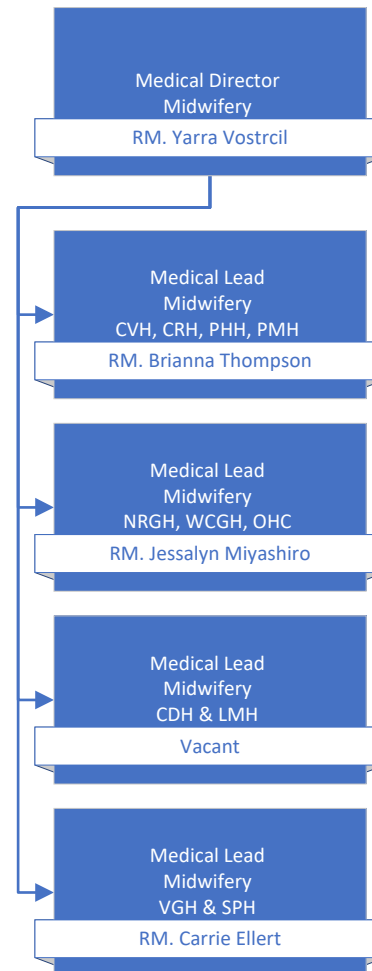 Medical Director
Midwifery
RM. Yarra Vostrcil
Medical Lead
Midwifery
CVH, CRH, PHH, PMH
RM. Brianna Thompson
Medical Lead
Midwifery
NRGH, WCGH, OHC
RM. Jessalyn Miyashiro
Medical Lead
Midwifery
CDH & LMH
Vacant
Medical Lead
Midwifery
VGH & SPH
RM. Carrie Ellert